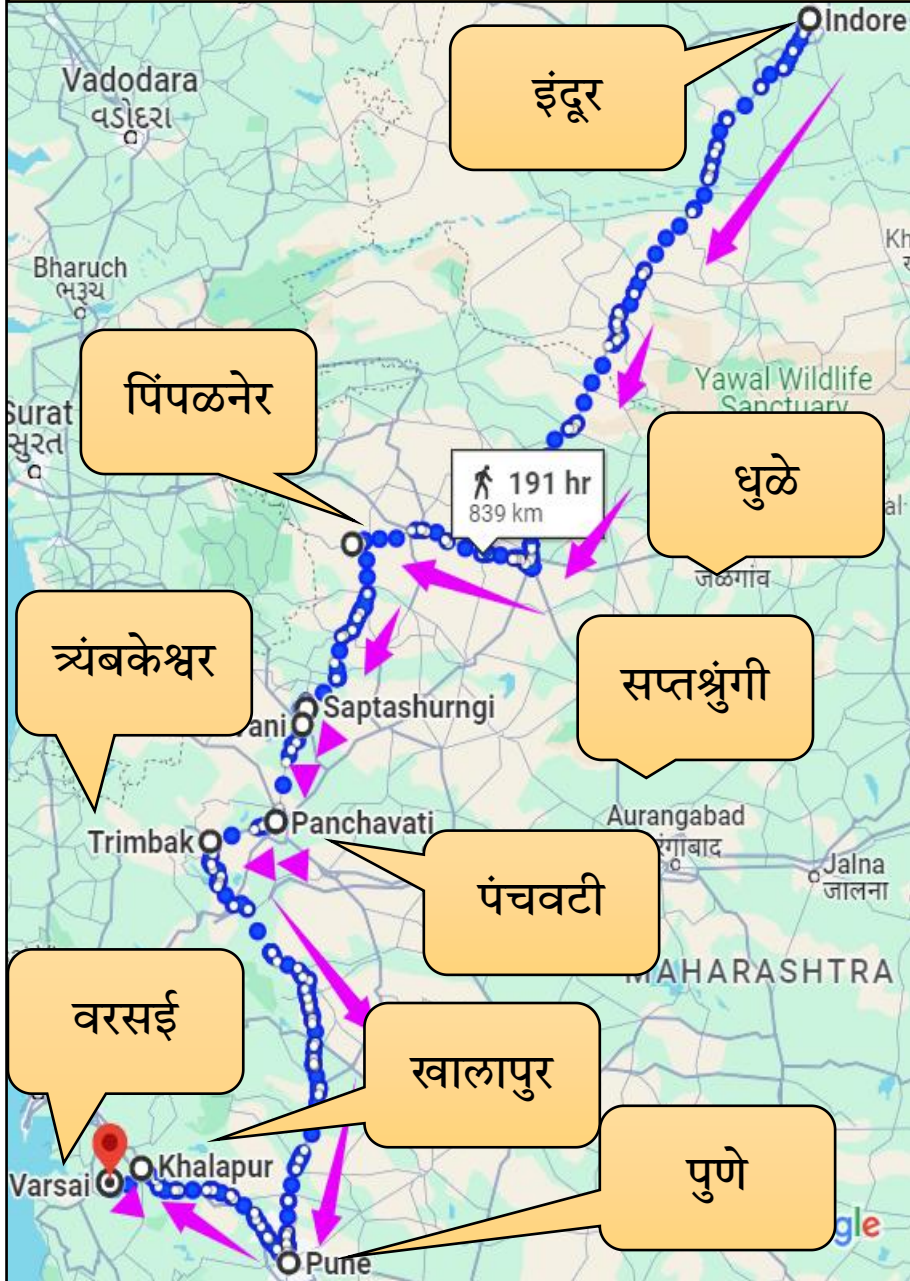 Indore
इंदूर
Vadodara
વડોદરા
Bharuch
ભરૂચ
पिंपळनेर
Yawal Wildlife
Sanctuary
Surat
સુરત
191 hr
839 km
धुळे
जळगांव
त्र्यंबकेश्वर
सप्तश्रुंगी
Saptashurngi
Panchavati
Aurangabad
Trimbak
पंचवटी
Jalna
जालना
MAHARASHTRA
वरसई
खालापुर
Khalapur
Varsai
पुणे
Pune